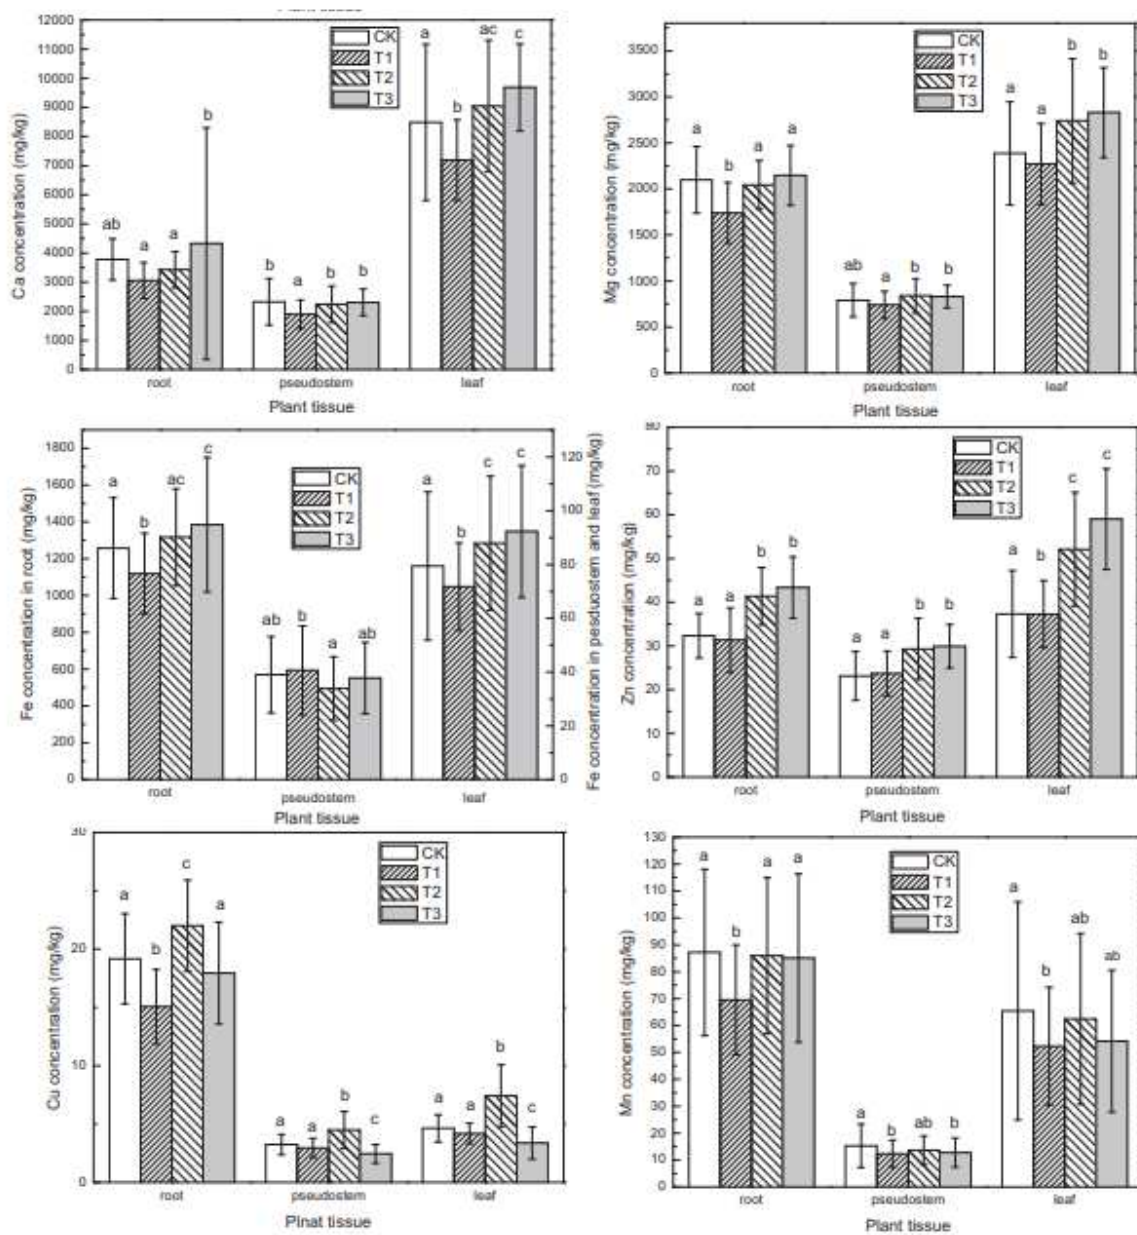 12000
11000
10000
9000
8000
7000
6000
5000
4000
3000
2000
1000
0
Ca concentration (mg/kg)
CK
T1
T2
T3
ab
a
a
b
b
a
b
b
a
b
ac
c
root
pseudostem
leaf
Plant tissue
3500
3000
2500
2000
1500
1000
500
0
Mg concentration (mg/kg)
CK
T1
T2
T3
a
b
a
a
ab
a
b
b
a
a
b
b
root
pseudostem
leaf
Plant tissue
1800
1600
1400
1200
1000
800
600
400
200
0
Fe concentration in root (mg/kg)
CK
T1
T2
T3
a
b
ac
c
ab
b
a
ab
a
b
c
c
120
100
80
60
40
20
0
Fe concentration in pesduostem and leaf (mg/kg)
root
pseudostem
leaf
Plant tissue
80
70
60
50
40
30
20
10
0
Zn concentration (mg/kg)
CK
T1
T2
T3
a
a
b
b
a
a
b
b
a
b
c
c
root
pseudostem
leaf
Plant tissue
30
20
10
0
Cu concentration (mg/kg)
CK
T1
T2
T3
a
b
c
a
a
a
b
c
a
a
b
c
root
pseudostem
leaf
Plnat tissue
130
120
110
100
90
80
70
60
50
40
30
20
10
0
Mn concentration (mg/kg)
CK
T1
T2
T3
a
b
a
a
a
b
ab
b
a
b
ab
ab
root
pseudostem
leaf
Plant tissue